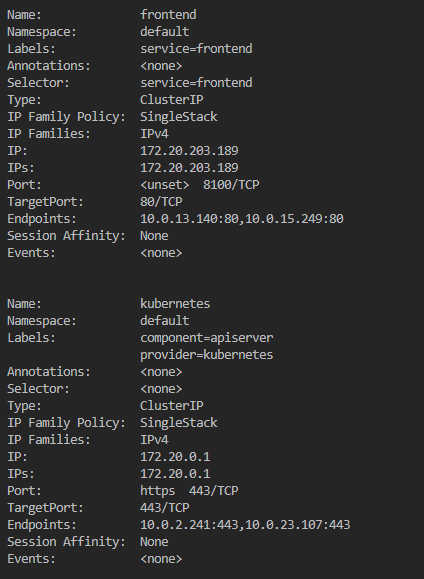 Name: frontend
Namespace: default
Labels: service=frontend
Annotations: <none>
Selector: service=frontend
Type: ClusterIP
IP Family Policy: SingleStack
IP Families: IPv4
IP: 172.20.203.189
IPs: 172.20.203.189
Port: <unset> 8100/TCP
TargetPort: 80/TCP
Endpoints: 10.0.13.140:80,10.0.15.249:80
Session Affinity: None
Events: <none>
Name: kubernetes
Namespace: default
Labels: component=apiserver
provider=kubernetes
Annotations: <none>
Selector: <none>
Type: ClusterIP
IP Family Policy: SingleStack
IP Families: IPv4
IP: 172.20.0.1
IPs: 172.20.0.1
Port: https 443/TCP
TargetPort: 443/TCP
Endpoints: 10.0.2.241:443,10.0.23.107:443
Session Affinity: None
Events: <none>